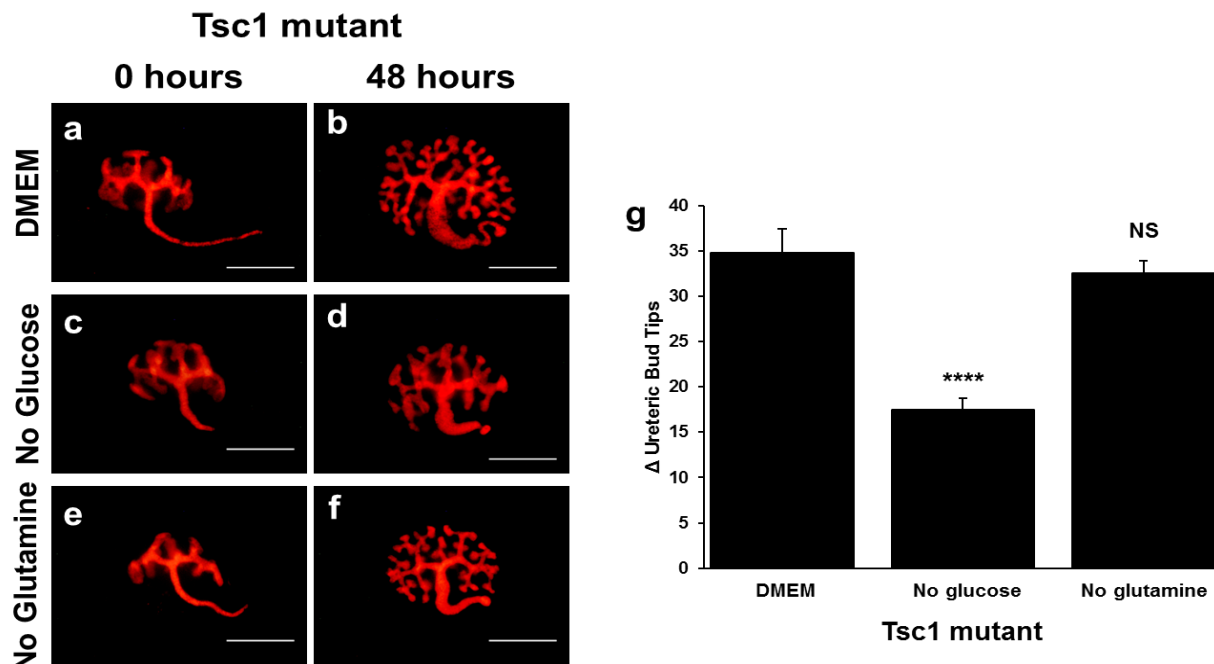 Tsc1 mutant
0 hours 48 hours
DMEM
a
b
No Glucose
c
d
No Glutamine
e
f
g
Δ Ureteric Bud Tips
40
35
30
25
20
15
10
5
0
****
NS
DMEM No glucose No glutamine
Tsc1 mutant